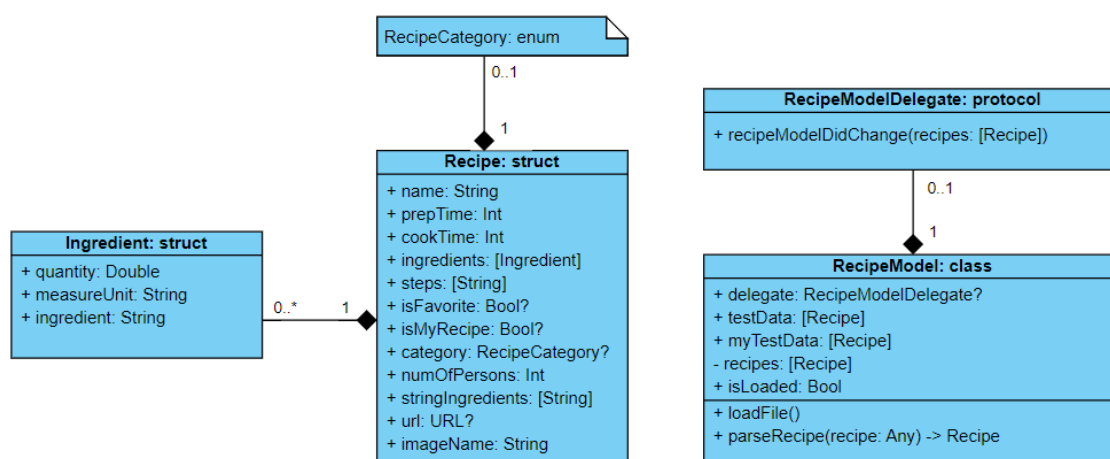 RecipeCategory: enum
0..1
1
Recipe: struct
+ name: String
+ prepTime: Int
+ cookTime: Int
+ ingredients: [Ingredient]
+ steps: [String]
+ isFavorite: Bool?
+ isMyRecipe: Bool?
+ category: RecipeCategory?
+ numOfPersons: Int
+ stringIngredients: [String]
+ url: URL?
+ imageName: String
Ingredient: struct
+ quantity: Double
+ measureUnit: String
+ ingredient: String
0..*
1
RecipeModelDelegate: protocol
+ recipeModelDidChange(recipes: [Recipe])
0..1
1
RecipeModel: class
+ delegate: RecipeModelDelegate?
+ testData: [Recipe]
+ myTestData: [Recipe]
- recipes: [Recipe]
+ isLoaded: Bool
+ loadFile()
+ parseRecipe(recipe: Any) -> Recipe